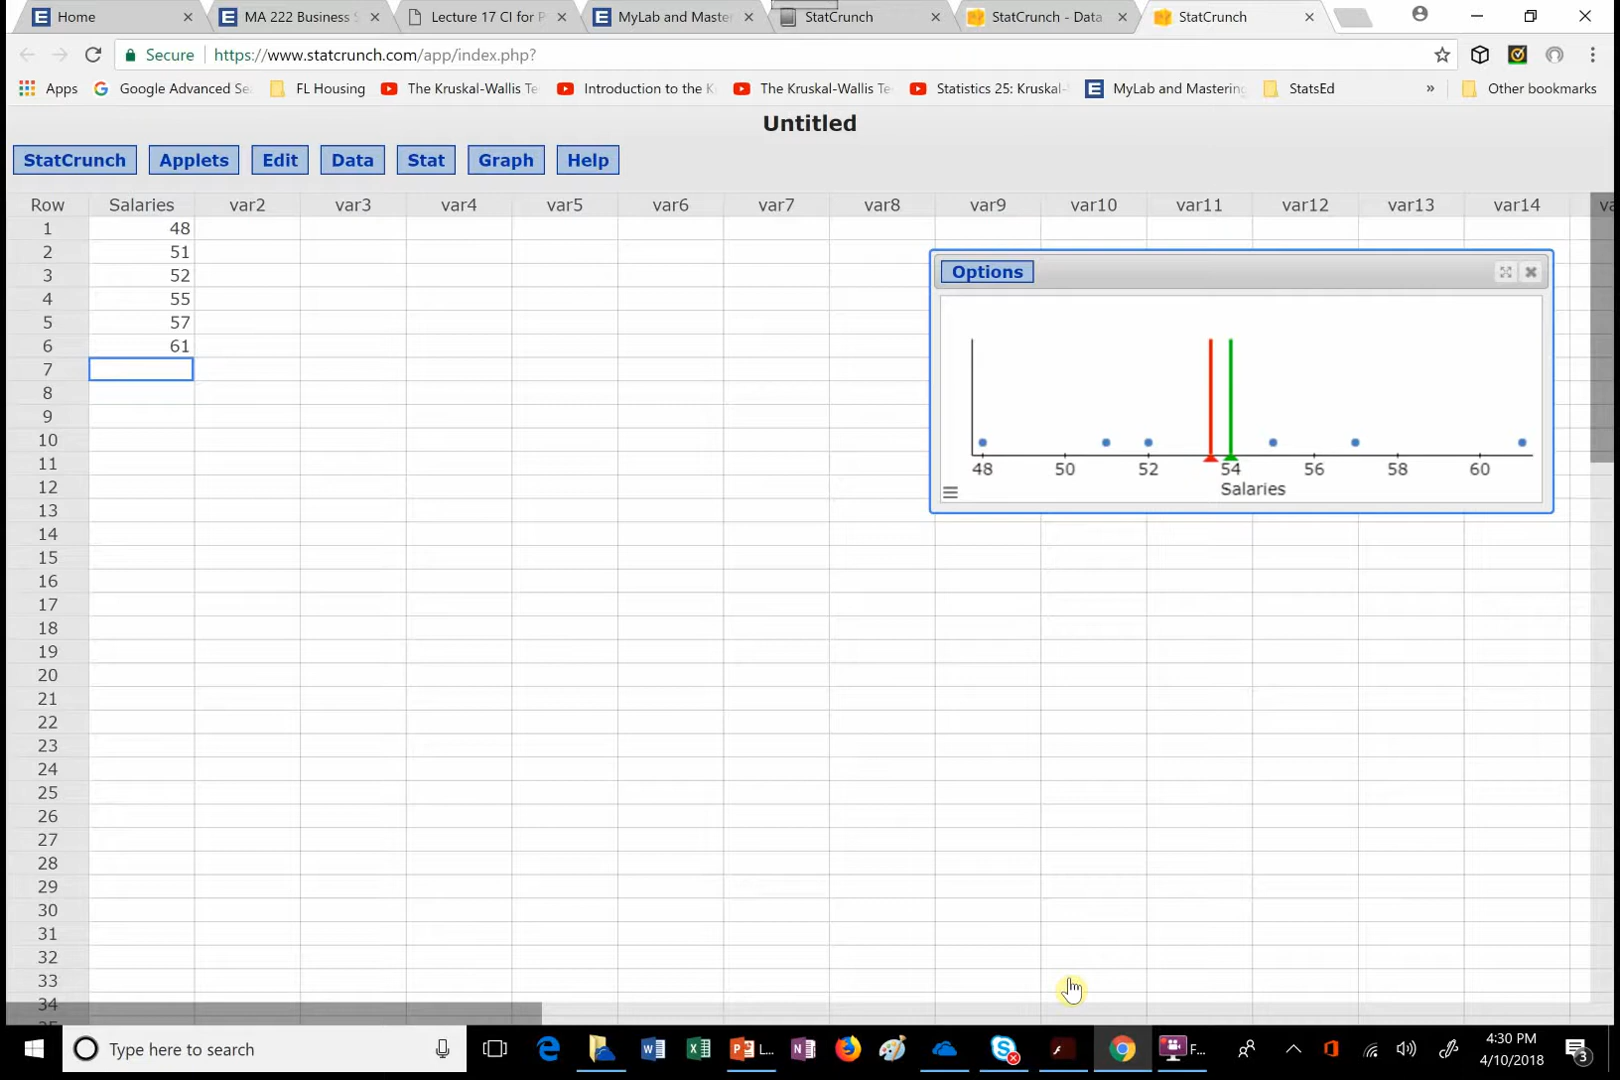 Home
MA 222 Business S
Lecture 17 CI for P
MyLab and Master
StatCrunch
StatCrunch - Data
StatCrunch
Secure https://www.statcrunch.com/app/index.php?
Apps Google Advanced Se FL Housing The Kruskal-Wallis Te Introduction to the K The Kruskal-Wallis Te Statistics 25: Kruskal- MyLab and Mastering StatsEd » Other bookmarks
Untitled
StatCrunch Applets Edit Data Stat Graph Help
Row Salaries var2 var3 var4 var5 var6 var7 var8 var9 var10 var11 var12 var13 var14 va
1 48
2 51
3 52
4 55
5 57
6 61
7
8
9
10
11
12
13
14
15
16
17
18
19
20
21
22
23
24
25
26
27
28
29
30
31
32
33
34
Options
48 50 52 54 56 58 60
Salaries
Type here to search
L...
F...
4:30 PM
4/10/2018
3